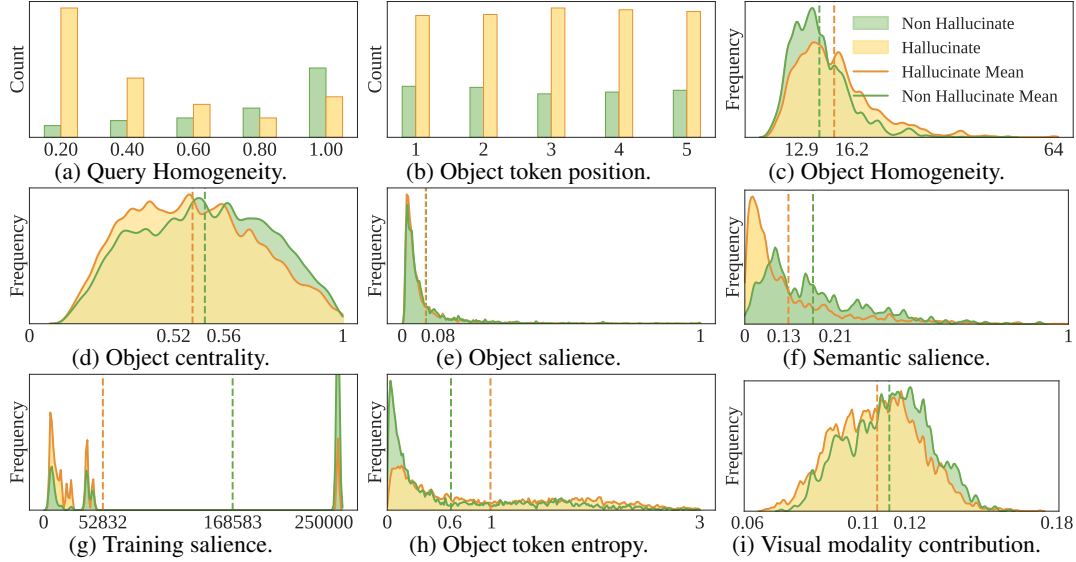 Count
0.20 0.40 0.60 0.80 1.00
(a) Query Homogeneity.
Count
1 2 3 4 5
(b) Object token position.
Frequency
Non Hallucinate
Hallucinate
Hallucinate Mean
Non Hallucinate Mean
12.9 16.2 64
(c) Object Homogeneity.
Frequency
0 0.52 0.56 1
(d) Object centrality.
Frequency
0 0.08 1
(e) Object salience.
Frequency
0 0.13 0.21 1
(f) Semantic salience.
Frequency
0 52832 168583 250000
(g) Training salience.
Frequency
0 0.6 1 3
(h) Object token entropy.
Frequency
0.06 0.11 0.12 0.18
(i) Visual modality contribution.